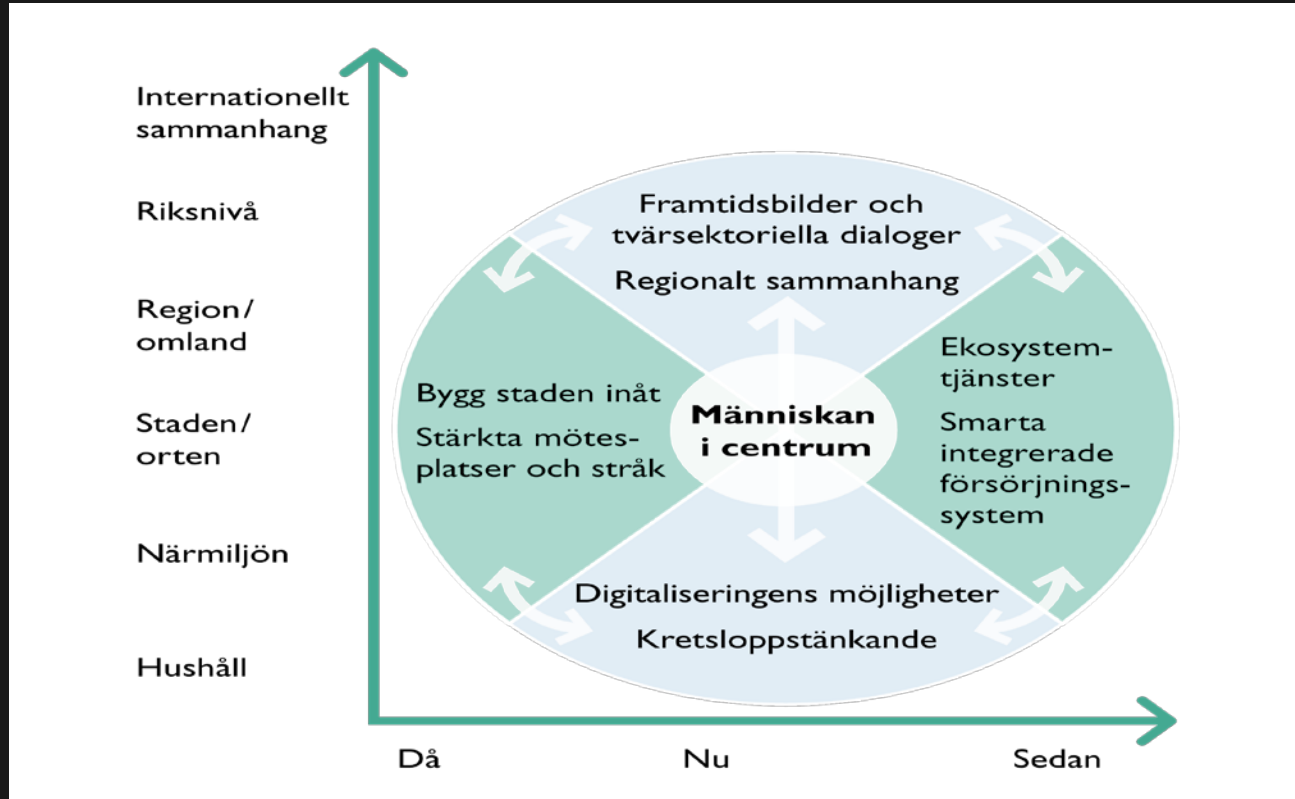 Internationellt
sammanhang
Riksnivå
Region/
omland
Staden/
orten
Närmiljön
Hushåll
Framtidsbilder och
tvärsektoriella dialoger
Regionalt sammanhang
Bygg staden inåt
Stärkta mötes-
platser och stråk
Människan
i centrum
Ekosystem-
tjänster
Smarta
integrerade
försörjnings-
system
Digitaliseringens möjligheter
Kretsloppstänkande
Då
Nu
Sedan